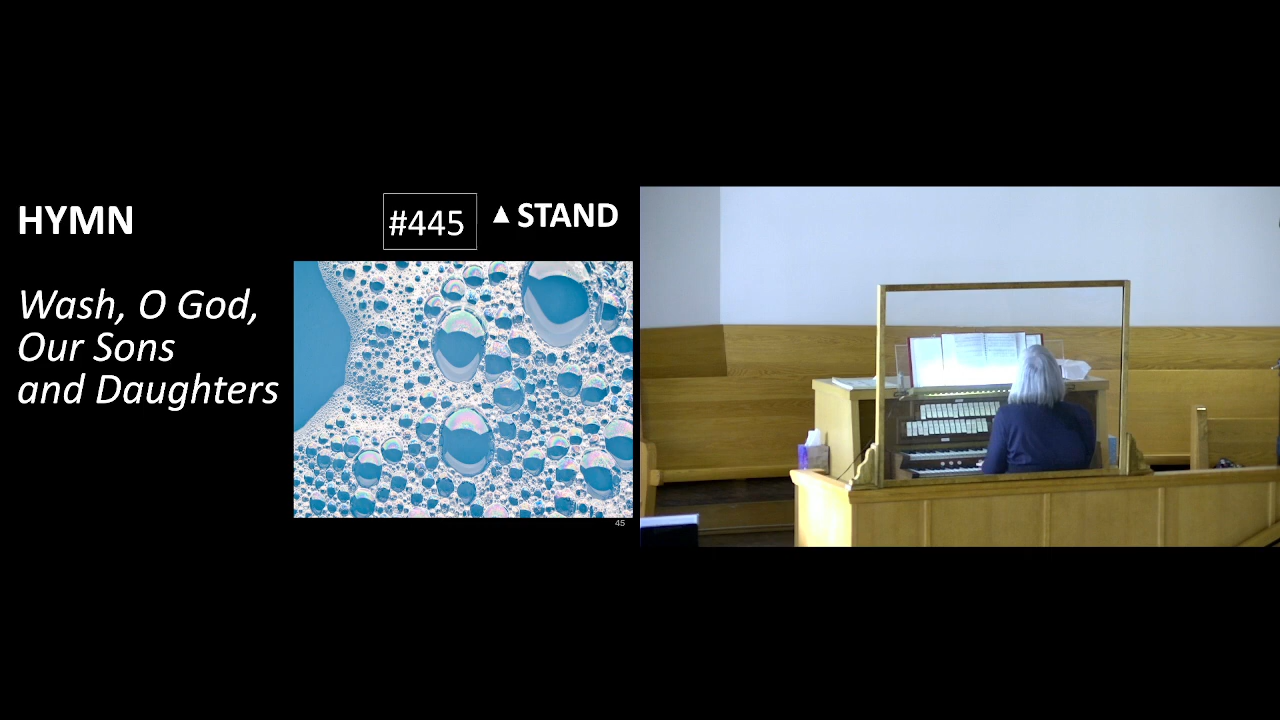 HYMN
#445
▲STAND
Wash, O God,
Our Sons
and Daughters
45